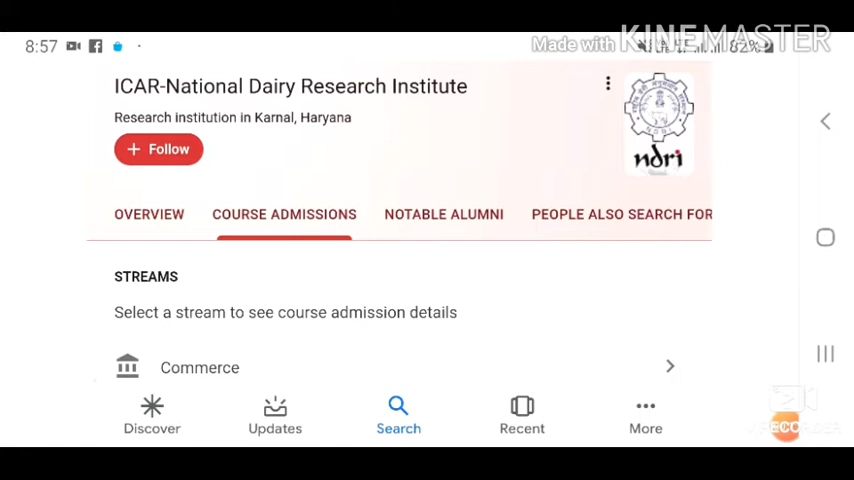 Made with KINEMASTER
8:57
82%
ICAR-National Dairy Research Institute
Research institution in Karnal, Haryana
+ Follow
ndri
OVERVIEW COURSE ADMISSIONS NOTABLE ALUMNI PEOPLE ALSO SEARCH FOR
STREAMS
Select a stream to see course admission details
Commerce
Discover Updates Search Recent More
RECORDER